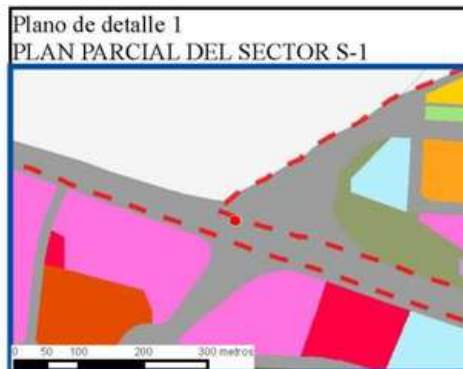 Plano de detalle 1
PLAN PARCIAL DEL SECTOR S-1
0 50 100 200 300 metros